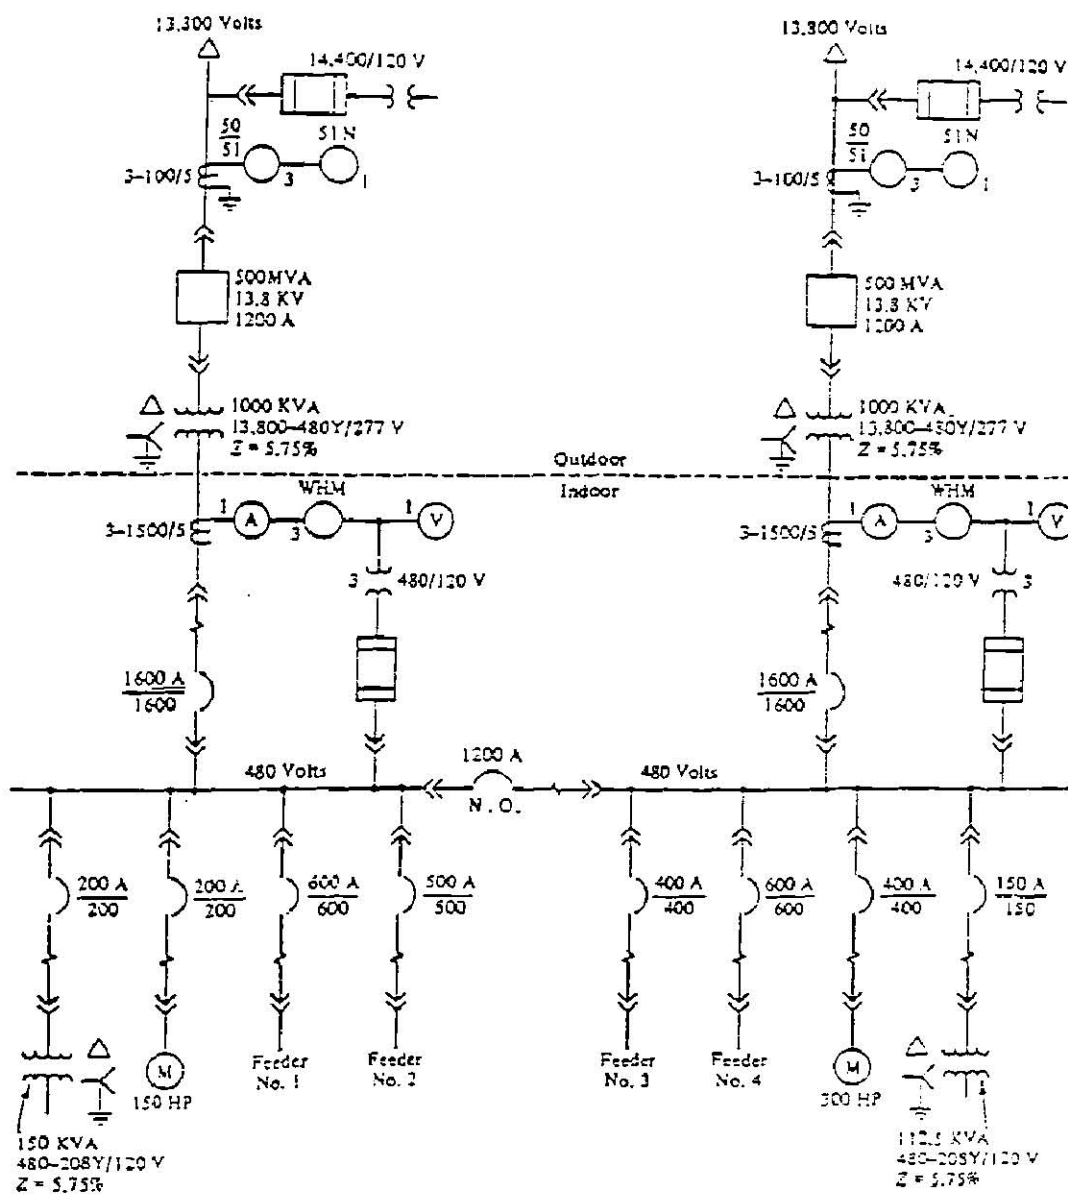 13,800 Volts
14,400/120 V
50
51
51N
3-100/5
3
1
500MVA
13.8 KV
1200 A
1000 KVA
13,800-480Y/277 V
Z = 5.75%
13,800 Volts
14,400/120 V
50
51
51N
3-100/5
3
1
500 MVA
13.8 KV
1200 A
1000 KVA
13,800-480Y/277 V
Z = 5.75%
Outdoor
Indoor
WHM
1
A
3
1
V
3-1500/5
3
480/120 V
1600 A
1600
WHM
1
A
3
1
V
3-1500/5
480/120 V
3
1600 A
1600
480 Volts
1200 A
N.O.
480 Volts
200 A
200
200 A
200
600 A
600
500 A
500
400 A
400
600 A
600
400 A
400
150 A
150
M
150 HP
Feeder
No. 1
Feeder
No. 2
Feeder
No. 3
Feeder
No. 4
M
300 HP
150 KVA
480-208Y/120 V
Z = 5.75%
112.5 KVA
480-208Y/120 V
Z = 5.75%